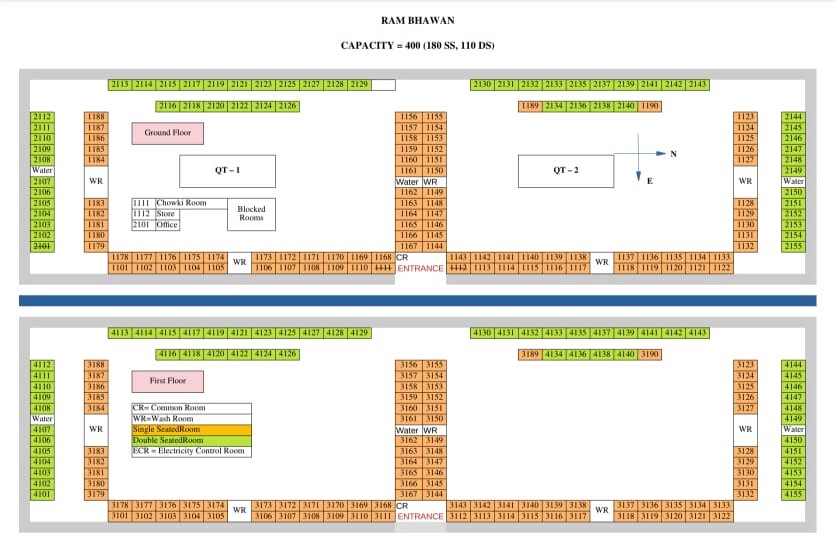 RAM BHAWAN
CAPACITY = 400 (180 SS, 110 DS)
2113 2114 2115 2117 2119 2121 2123 2125 2127 2128 2129
2130 2131 2132 2133 2135 2137 2139 2141 2142 2143
2116 2118 2120 2122 2124 2126
1189 2134 2136 2138 2140 1190
2112 1188 1156 1155 1123 2144
2111 1187 1157 1154 1124 2145
2110 1186 Ground Floor 1158 1153 1125 2146
2109 1185 1159 1152 1126 2147
2108 1184 1160 1151 1127 2148
Water QT-1 1161 1150 QT-2 2149
2107 WR Water WR WR Water
N
E
2106 1162 1149 2150
2105 1183 1111 Chowki Room 1163 1148 1128 2151
2104 1182 1112 Store 1164 1147 1129 2152
2103 1181 2101 Office 1165 1146 1130 2153
Blocked
Rooms
2102 1180 1166 1145 1131 2154
2101 1179 1167 1144 1132 2155
1178 1177 1176 1175 1174 WR 1173 1172 1171 1170 1169 1168 CR 1143 1142 1141 1140 1139 1138 WR 1137 1136 1135 1134 1133
1101 1102 1103 1104 1105 1106 1107 1108 1109 1110 1111 ENTRANCE 1112 1113 1114 1115 1116 1117 1118 1119 1120 1121 1122
4113 4114 4115 4117 4119 4121 4123 4125 4127 4128 4129
4130 4131 4132 4133 4135 4137 4139 4141 4142 4143
4116 4118 4120 4122 4124 4126
3189 4134 4136 4138 4140 3190
4112 3188 3156 3155 3123 4144
4111 3187 First Floor 3157 3154 3124 4145
4110 3186 3158 3153 3125 4146
4109 3185 3159 3152 3126 4147
4108 3184 CR= Common Room 3160 3151 3127 4148
Water WR=Wash Room 3161 3150 4149
4107 WR Single SeatedRoom Water WR WR Water
4106 Double SeatedRoom 3162 3149 4150
4105 3183 ECR = Electricity Control Room 3163 3148 3128 4151
4104 3182 3164 3147 3129 4152
4103 3181 3165 3146 3130 4153
4102 3180 3166 3145 3131 4154
4101 3179 3167 3144 3132 4155
3178 3177 3176 3175 3174 WR 3173 3172 3171 3170 3169 3168 CR 3143 3142 3141 3140 3139 3138 WR 3137 3136 3135 3134 3133
3101 3102 3103 3104 3105 3106 3107 3108 3109 3110 3111 ENTRANCE 3112 3113 3114 3115 3116 3117 3118 3119 3120 3121 3122